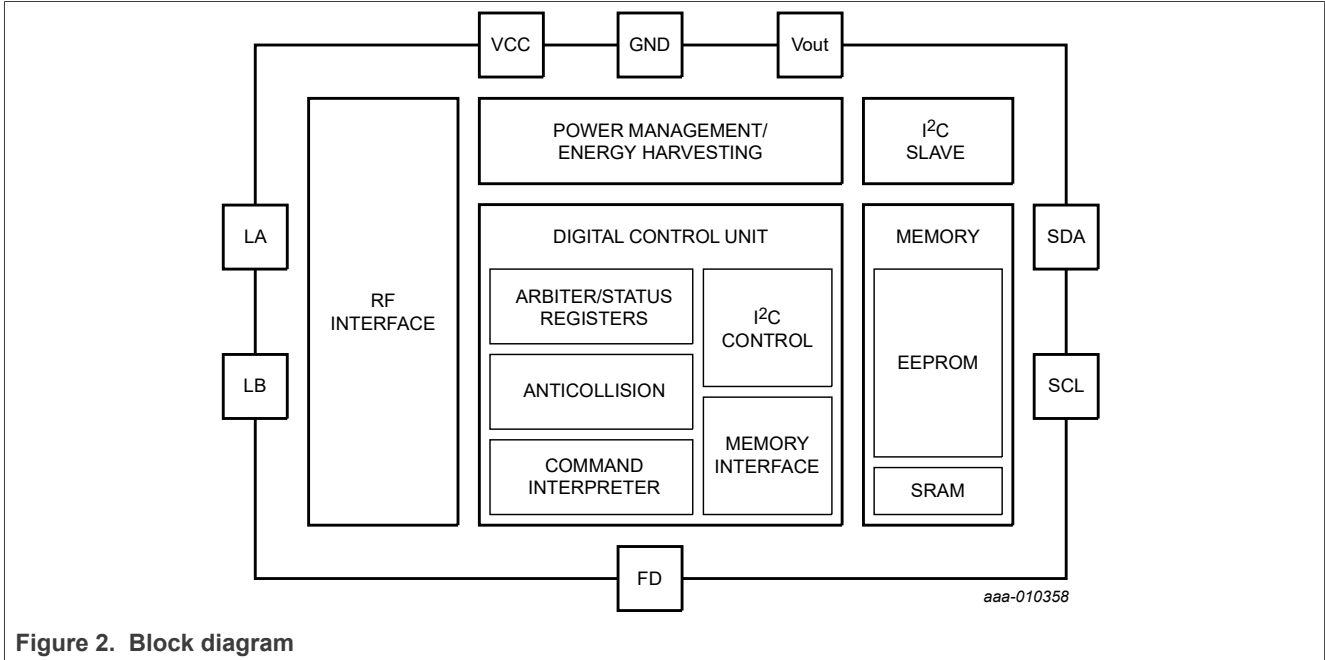 VCC
GND
Vout
POWER MANAGEMENT/
ENERGY HARVESTING
I²C
SLAVE
LA
LB
RF
INTERFACE
DIGITAL CONTROL UNIT
ARBITER/STATUS
REGISTERS
ANTICOLLISION
COMMAND
INTERPRETER
I²C
CONTROL
MEMORY
INTERFACE
MEMORY
EEPROM
SRAM
SDA
SCL
FD
aaa-010358
Figure 2. Block diagram